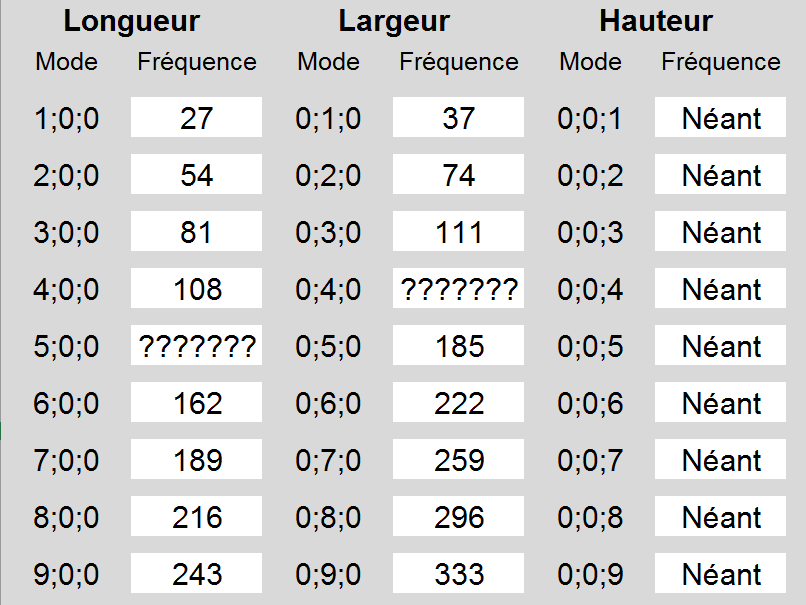 Longueur Largeur Hauteur
Mode Fréquence Mode Fréquence Mode Fréquence
1;0;0 27 0;1;0 37 0;0;1 Néant
2;0;0 54 0;2;0 74 0;0;2 Néant
3;0;0 81 0;3;0 111 0;0;3 Néant
4;0;0 108 0;4;0 ??????? 0;0;4 Néant
5;0;0 ??????? 0;5;0 185 0;0;5 Néant
6;0;0 162 0;6;0 222 0;0;6 Néant
7;0;0 189 0;7;0 259 0;0;7 Néant
8;0;0 216 0;8;0 296 0;0;8 Néant
9;0;0 243 0;9;0 333 0;0;9 Néant